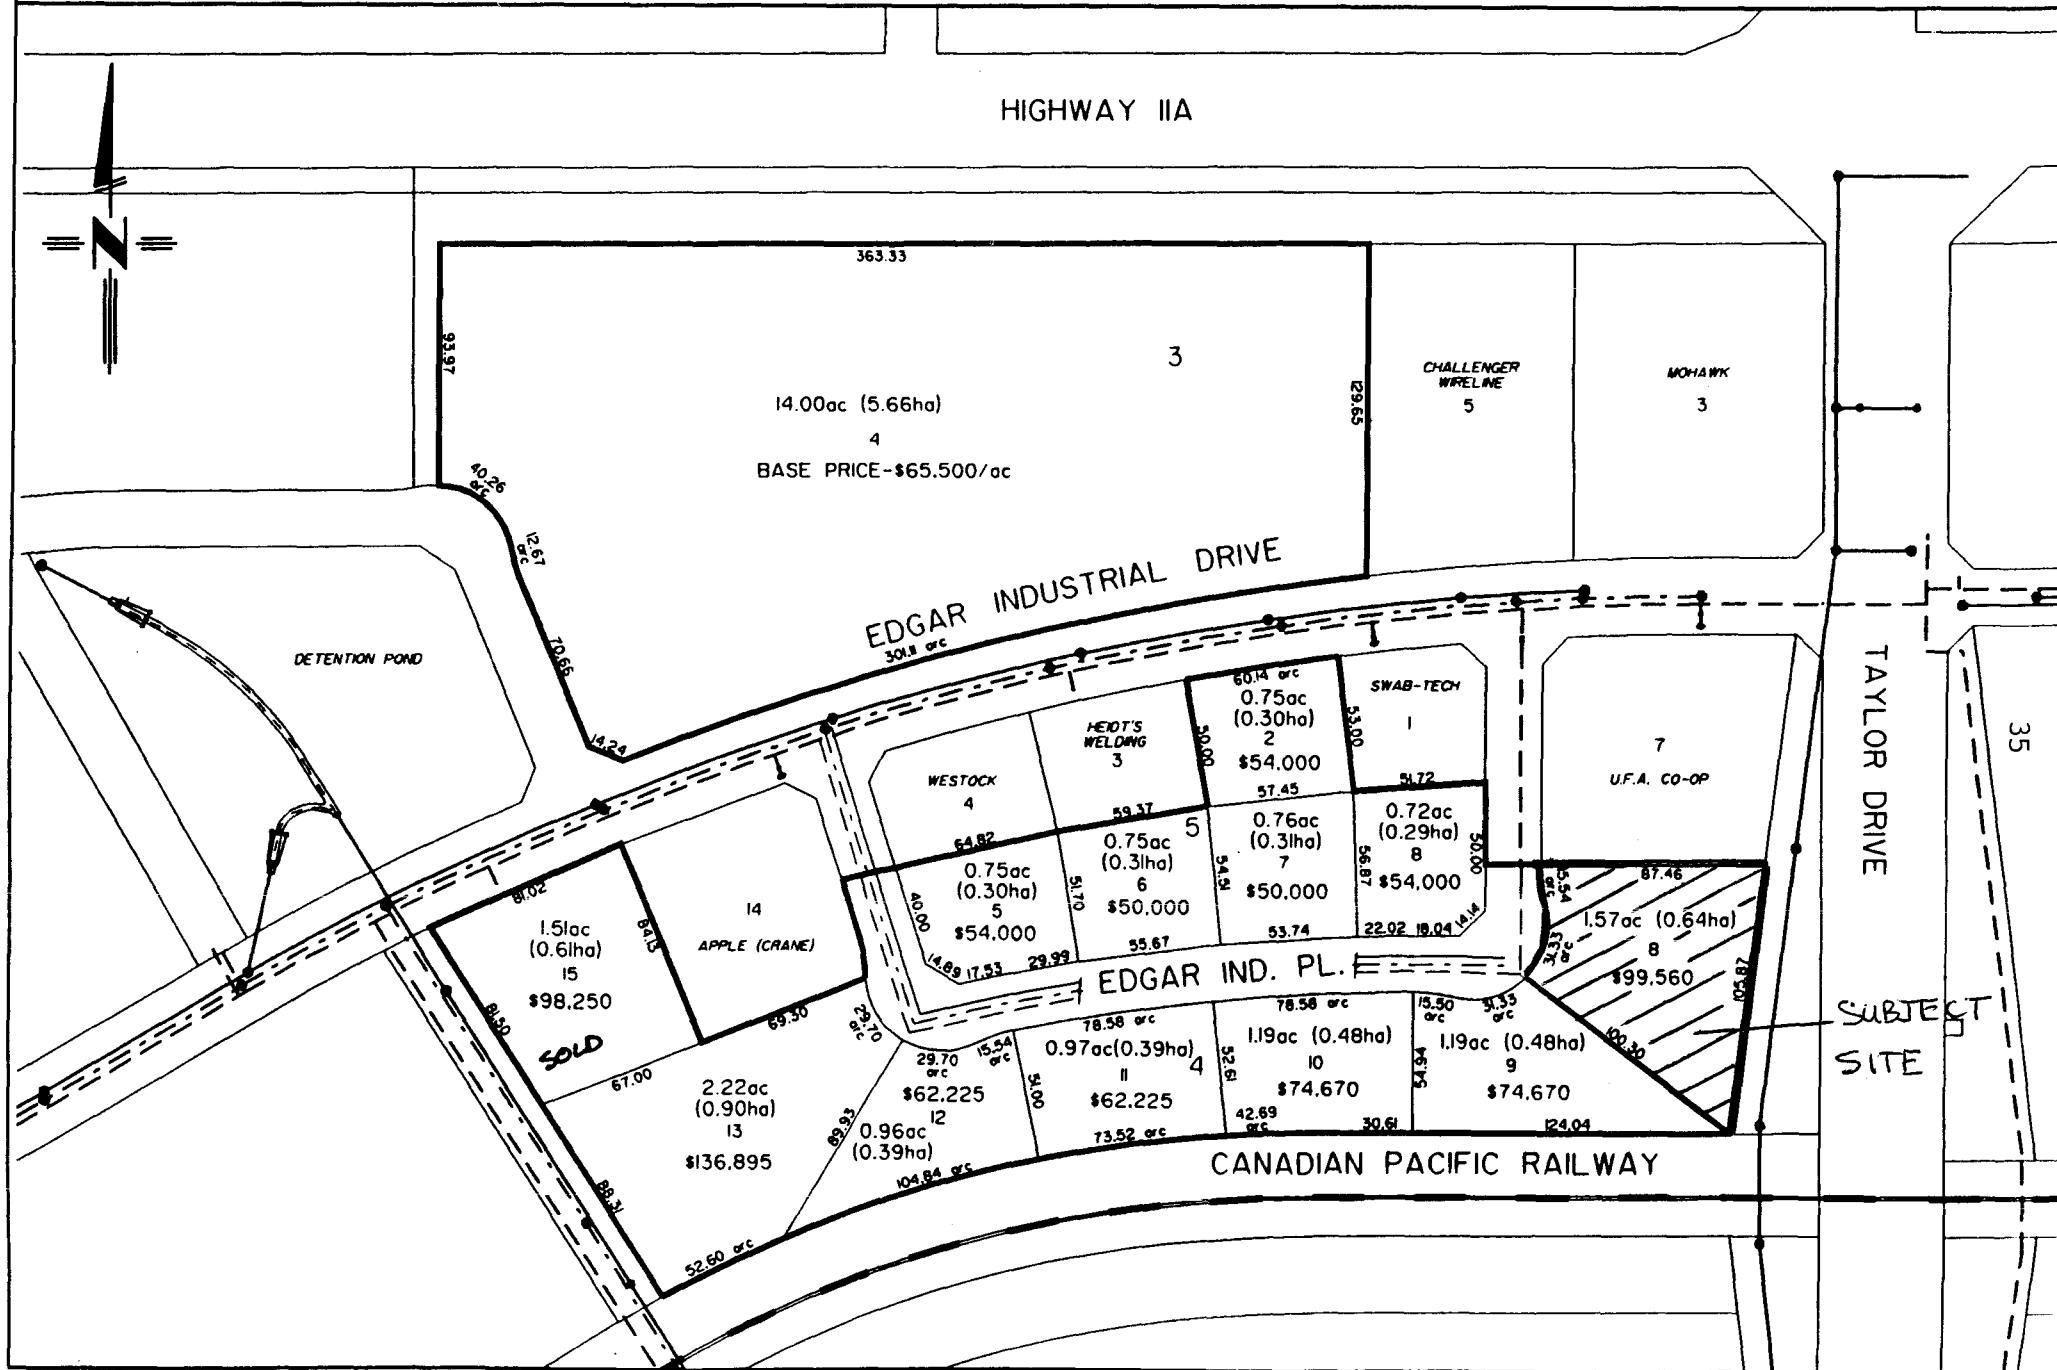 HIGHWAY 11A
N
363.33
93.97
3
129.65
14.00ac (5.66ha)
4
BASE PRICE-$65.500/ac
CHALLENGER
WIRELINE
5
MOHAWK
3
40.26
arc
12.67
arc
70.66
14.24
EDGAR INDUSTRIAL DRIVE
301.11 arc
DETENTION POND
TAYLOR DRIVE
35
60.14 arc
0.75ac
(0.30ha)
2
$54.000
50.00
53.00
57.45
SWAB-TECH
1
51.72
7
U.F.A. CO-OP
HEIDT'S
WELDING
3
59.37
WESTOCK
4
64.82
5
0.75ac
(0.30ha)
5
$54.000
40.00
14.89
17.53
29.99
0.75ac
(0.31ha)
6
$50.000
51.70
55.67
0.76ac
(0.31ha)
7
$50.000
54.51
53.74
0.72ac
(0.29ha)
8
$54,000
56.87
50.00
22.02
18.04
14.14
87.46
15.54
arc
31.33
arc
1.57ac (0.64ha)
8
$99,560
105.87
100.30
SUBJECT
SITE
81.02
1.51ac
(0.61ha)
15
$98,250
84.13
81.50
SOLD
67.00
14
APPLE (CRANE)
69.30
29.70
arc
EDGAR IND. PL.
2.22ac
(0.90ha)
13
$136,895
88.31
52.60 arc
89.93
29.70
arc
15.54
arc
$62.225
12
0.96ac
(0.39ha)
104.84 arc
78.58 arc
0.97ac(0.39ha)
11
$62.225
4
51.00
73.52 arc
78.58 arc
1.19ac (0.48ha)
10
$74.670
52.61
42.69
arc
30.61
15.50
arc
31.33
arc
1.19ac (0.48ha)
9
$74.670
54.94
124.04
CANADIAN PACIFIC RAILWAY